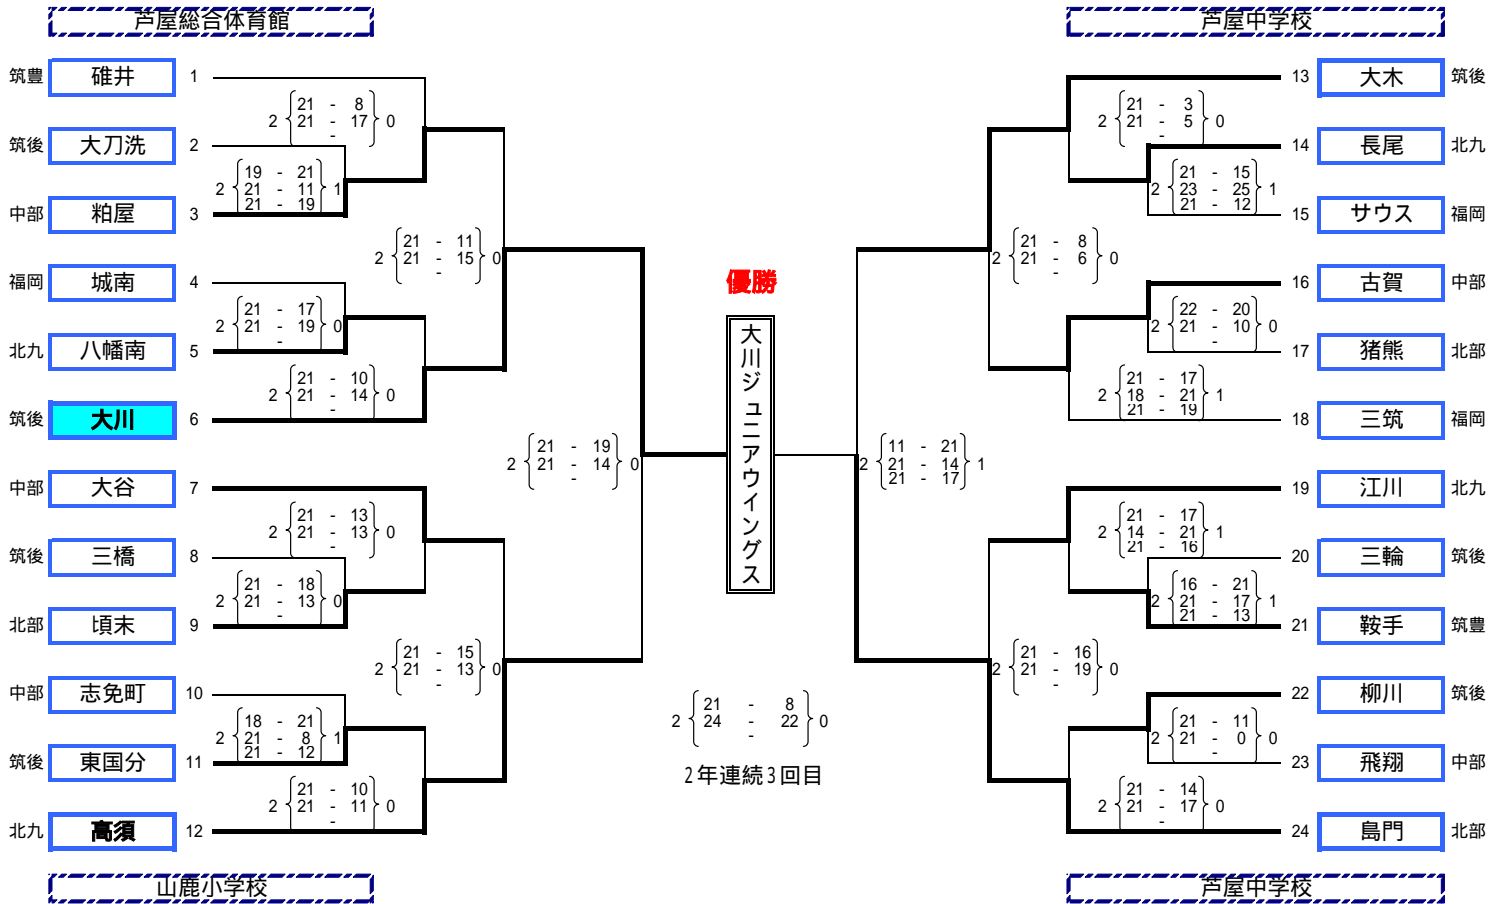 芦屋総合体育館
筑豊 碓井 1
21 - 8
2 21 - 17 0
-
筑後 大刀洗 2
19 - 21
2 21 - 11 1
21 - 19
中部 粕屋 3
21 - 11
2 21 - 15 0
-
福岡 城南 4
21 - 17
2 21 - 19 0
-
北九 八幡南 5
21 - 10
2 21 - 14 0
-
筑後 大川 6
21 - 19
2 21 - 14 0
-
中部 大谷 7
21 - 13
2 21 - 13 0
-
筑後 三橋 8
21 - 18
2 21 - 13 0
-
北部 頃末 9
21 - 15
2 21 - 13 0
-
中部 志免町 10
18 - 21
2 21 - 8 1
21 - 12
筑後 東国分 11
21 - 10
2 21 - 11 0
-
北九 高須 12
山鹿小学校
優勝
大川ジュニアウイングス
21 - 8
2 24 - 22 0
-
2年連続3回目
芦屋中学校
13 大木 筑後
21 - 3
2 21 - 5 0
-
14 長尾 北九
21 - 15
2 23 - 25 1
21 - 12
15 サウス 福岡
21 - 8
2 21 - 6 0
-
16 古賀 中部
22 - 20
2 21 - 10 0
-
17 猪熊 北部
21 - 17
2 18 - 21 1
21 - 19
18 三筑 福岡
11 - 21
2 21 - 14 1
21 - 17
19 江川 北九
21 - 17
2 14 - 21 1
21 - 16
20 三輪 筑後
16 - 21
2 21 - 17 1
21 - 13
21 鞍手 筑豊
21 - 16
2 21 - 19 0
-
22 柳川 筑後
21 - 11
2 21 - 0 0
-
23 飛翔 中部
21 - 14
2 21 - 17 0
-
24 島門 北部
芦屋中学校